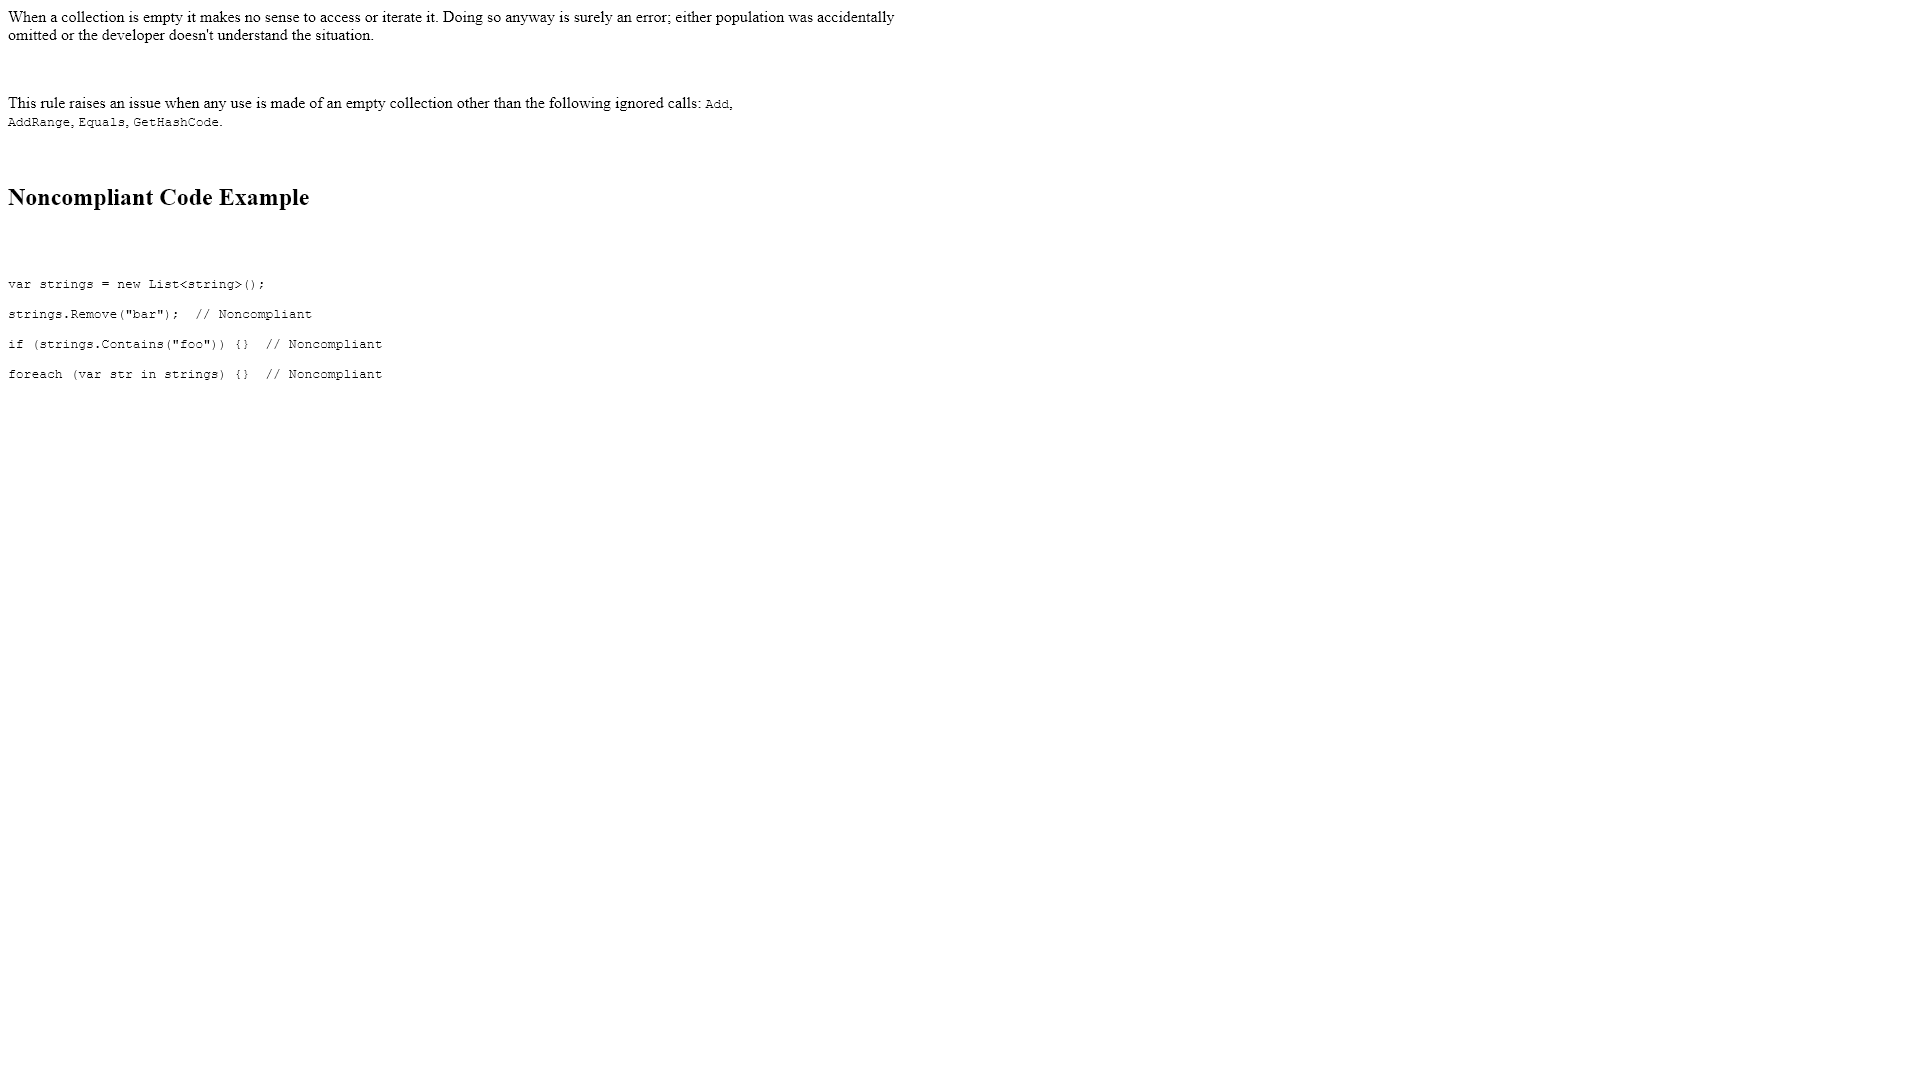 When a collection is empty it makes no sense to access or iterate it. Doing so anyway is surely an error; either population was accidentally
omitted or the developer doesn't understand the situation.
This rule raises an issue when any use is made of an empty collection other than the following ignored calls: Add,
AddRange, Equals, GetHashCode.
Noncompliant Code Example
var strings = new List<string>();
strings.Remove("bar");  // Noncompliant
if (strings.Contains("foo")) {}  // Noncompliant
foreach (var str in strings) {}  // Noncompliant